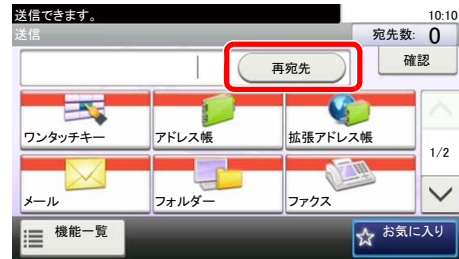 送信できます。 10:10
送信 宛先数: 0
再宛先 確認
ワンタッチキー アドレス帳 拡張アドレス帳
1/2
メール フォルダー ファクス
機能一覧 お気に入り